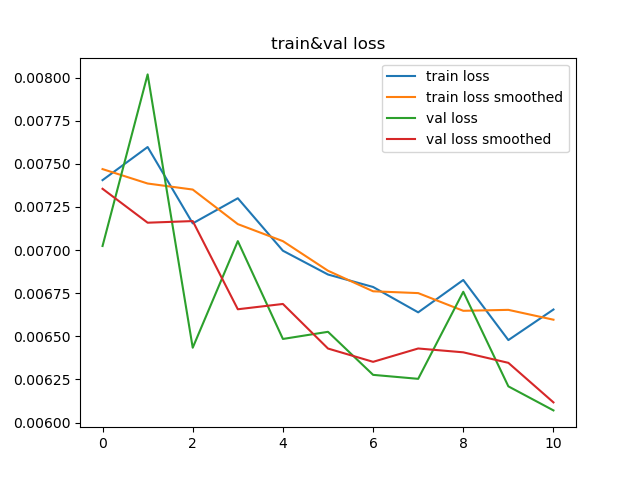 train&val loss
train loss
train loss smoothed
val loss
val loss smoothed
0.00800
0.00775
0.00750
0.00725
0.00700
0.00675
0.00650
0.00625
0.00600
0 2 4 6 8 10